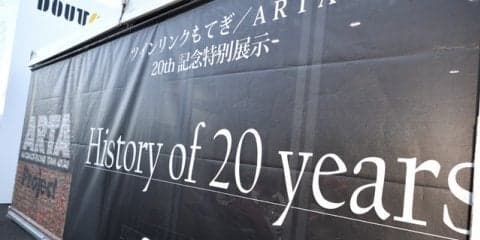 ツインリンクもてぎ/ARTA
20th 記念特別展示-
History of 20 years
ARTA
Project